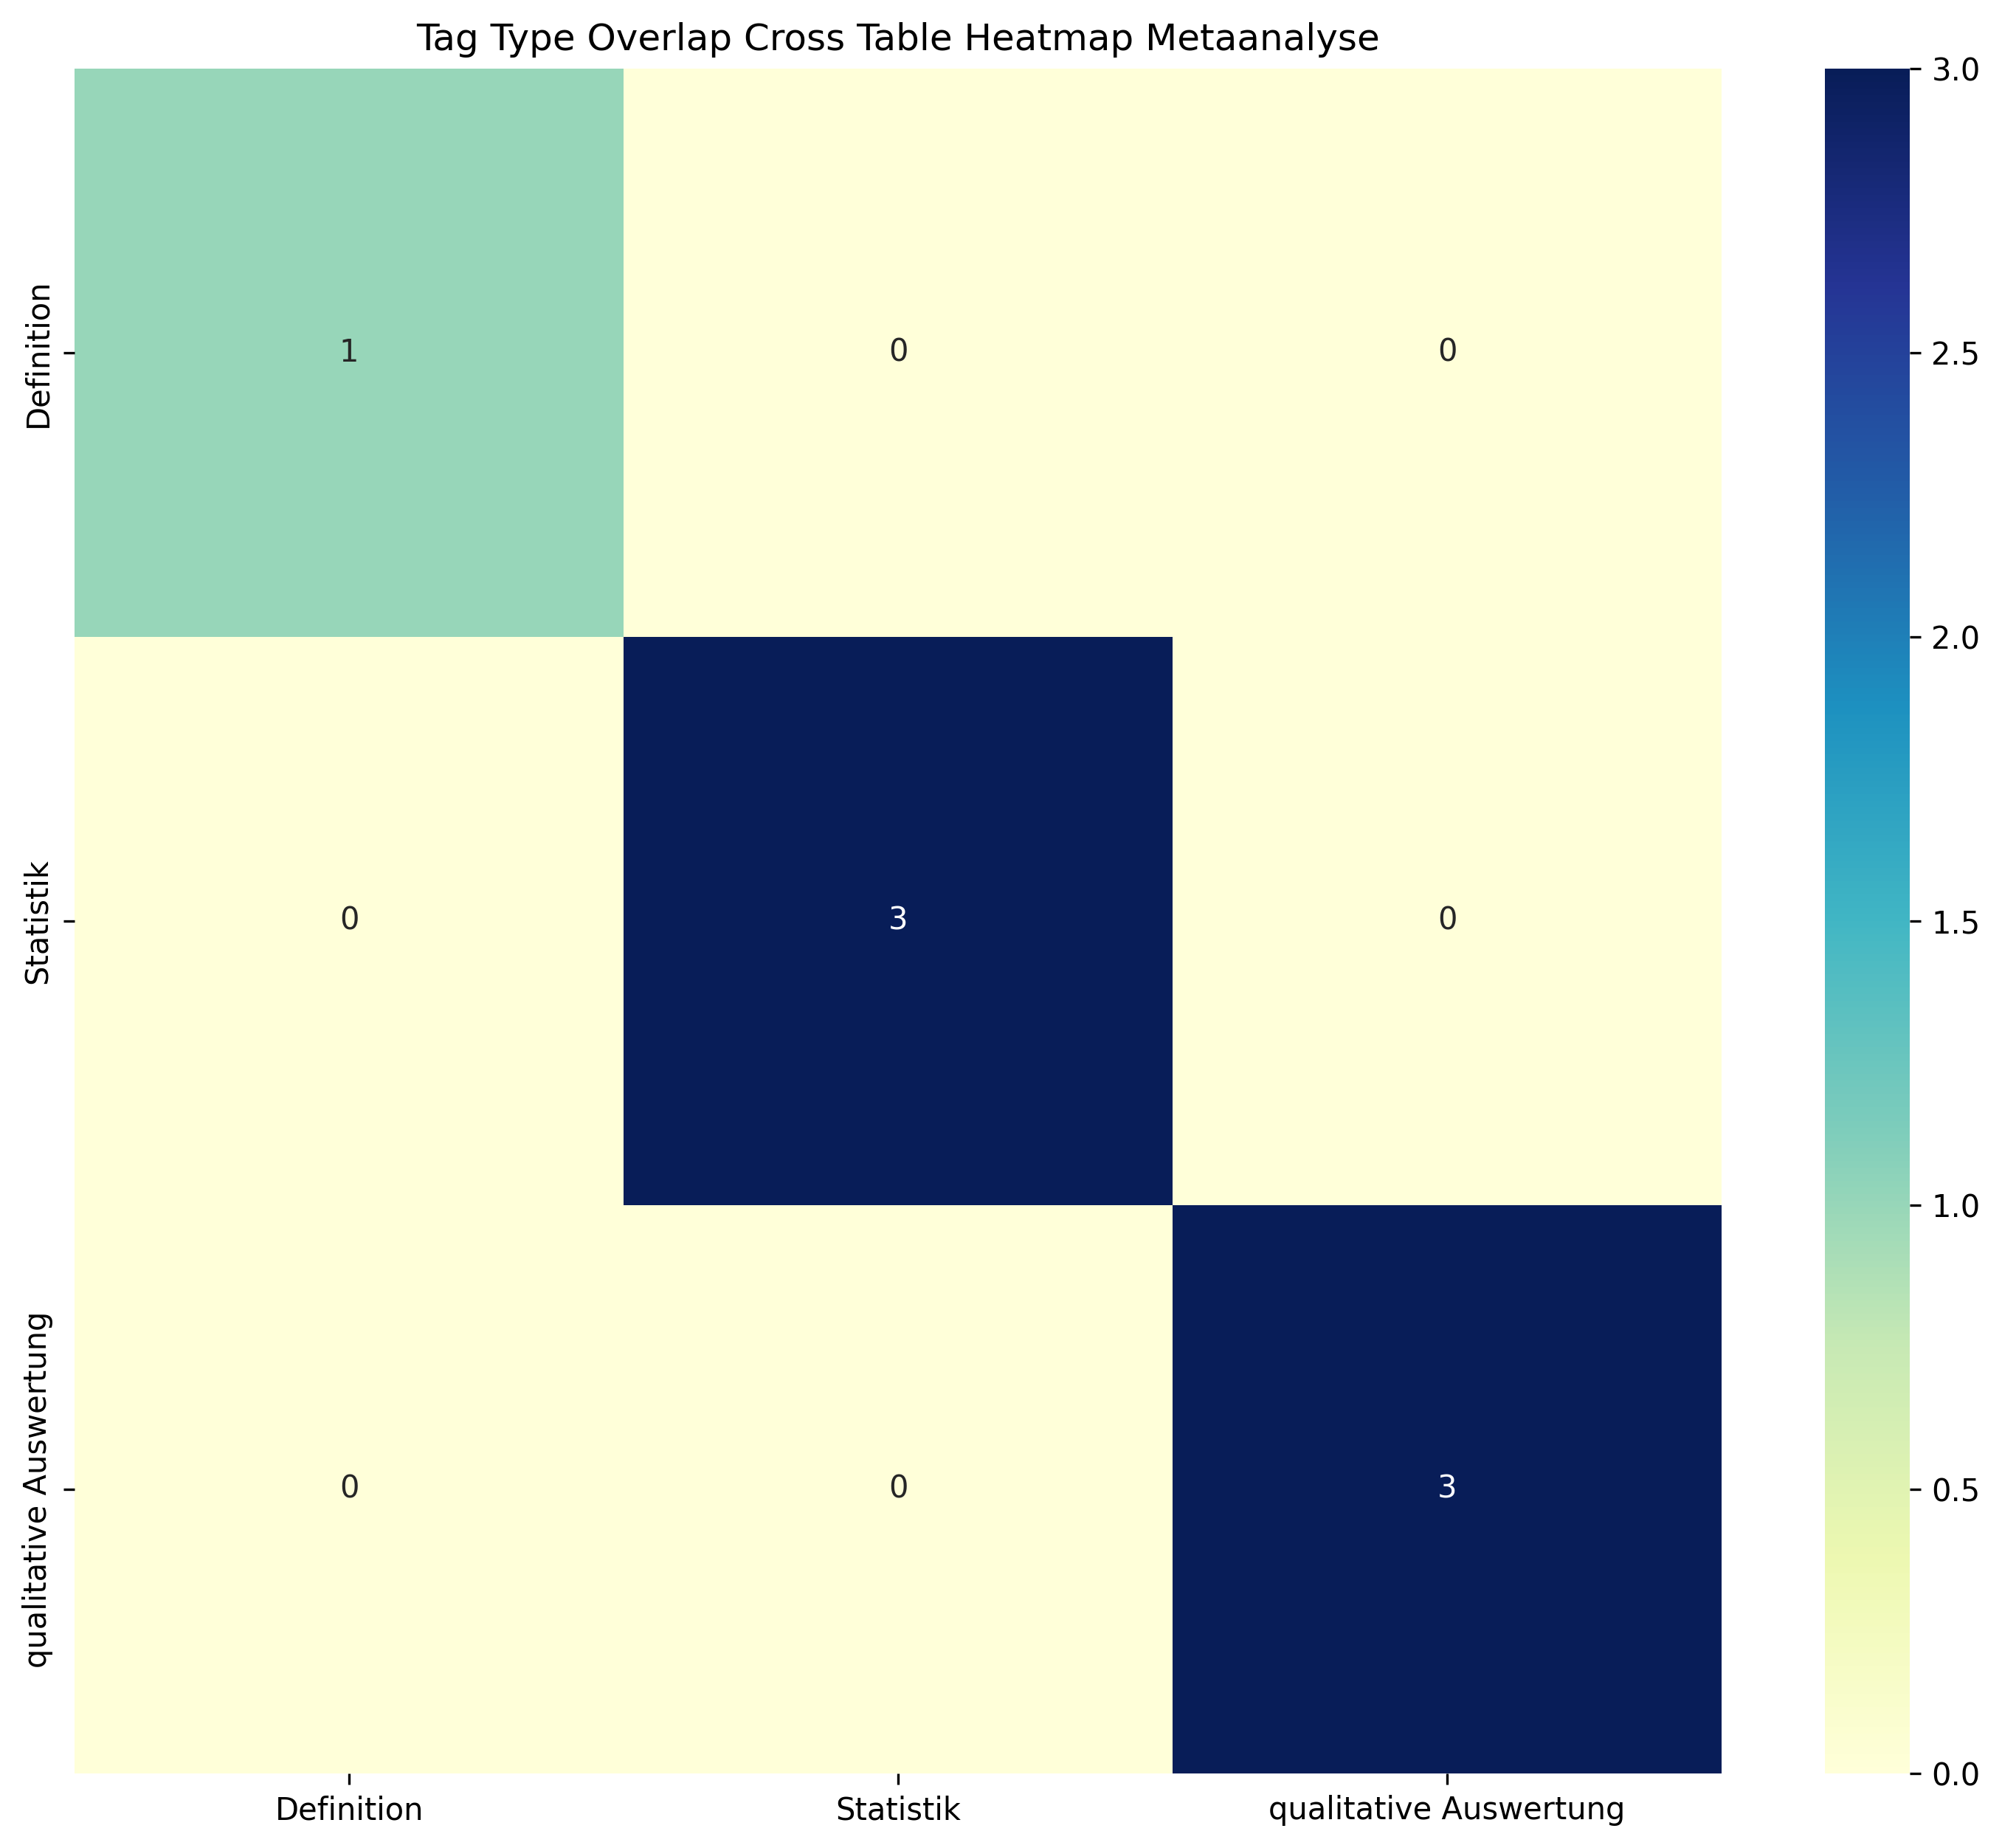 Tag Type Overlap Cross Table Heatmap Metaanalyse
Definition
1
0
0
Statistik
0
3
0
qualitative Auswertung
0
0
3
Definition
Statistik
qualitative Auswertung
3.0
2.5
2.0
1.5
1.0
0.5
0.0